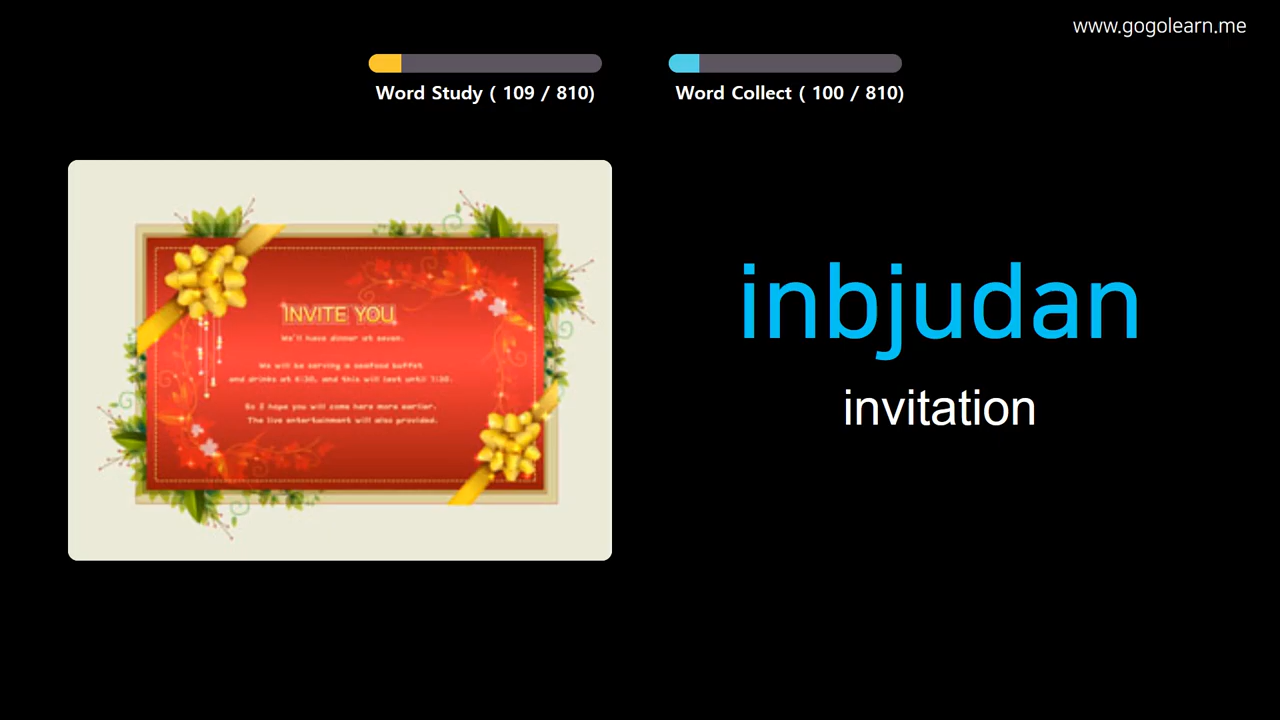 www.gogolearn.me
Word Study ( 109 / 810)
Word Collect ( 100 / 810)
INVITE YOU
We'll have dinner at seven.
We will be serving a seafood buffet
and drinks at 6:30, and this will last until 7:30.
So I hope you will come here more earlier.
The live entertainment will also provided.
inbjudan
invitation